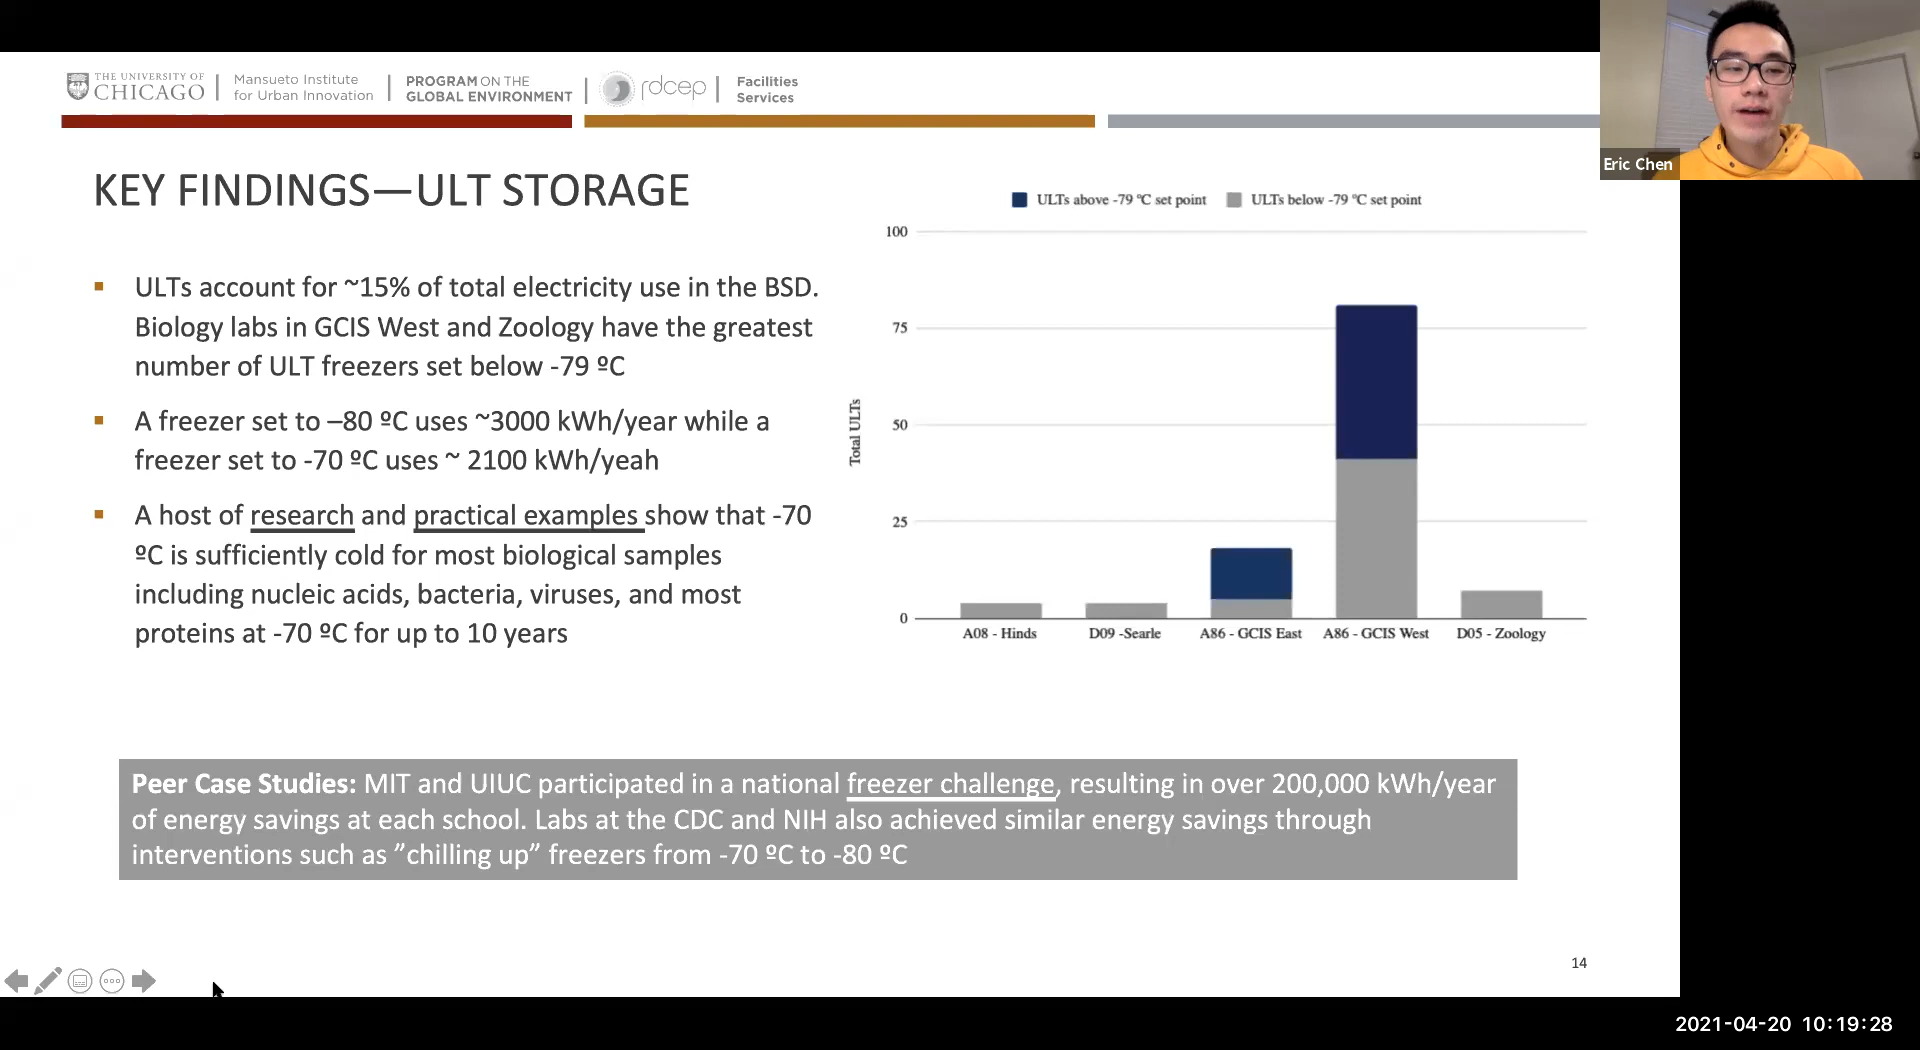 THE UNIVERSITY OF
CHICAGO
Mansueto Institute
for Urban Innovation
PROGRAM ON THE
GLOBAL ENVIRONMENT
rdcep
Facilities
Services
Eric Chen
KEY FINDINGS—ULT STORAGE
ULTs account for ~15% of total electricity use in the BSD.
Biology labs in GCIS West and Zoology have the greatest
number of ULT freezers set below -79 ºC
A freezer set to –80 ºC uses ~3000 kWh/year while a
freezer set to -70 ºC uses ~ 2100 kWh/yeah
A host of research and practical examples show that -70
ºC is sufficiently cold for most biological samples
including nucleic acids, bacteria, viruses, and most
proteins at -70 ºC for up to 10 years
ULTs above -79 ºC set point
ULTs below -79 ºC set point
100
75
50
25
0
Total ULTs
A08 - Hinds
D09 -Searle
A86 - GCIS East
A86 - GCIS West
D05 - Zoology
Peer Case Studies: MIT and UIUC participated in a national freezer challenge, resulting in over 200,000 kWh/year
of energy savings at each school. Labs at the CDC and NIH also achieved similar energy savings through
interventions such as ”chilling up” freezers from -70 ºC to -80 ºC
14
2021-04-20 10:19:28